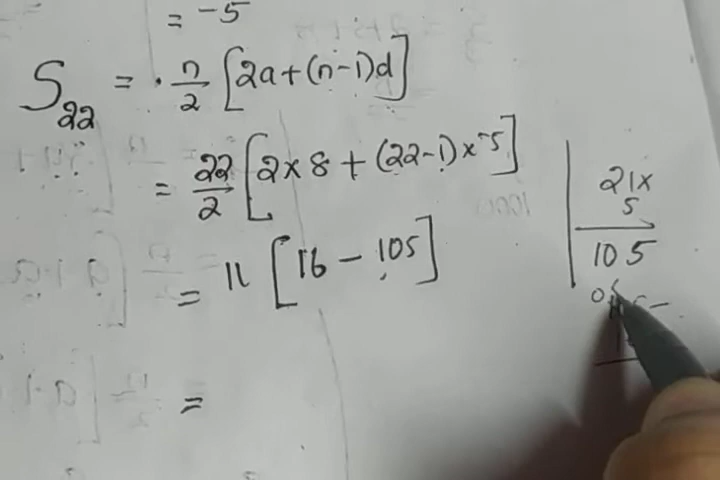 = -5
S₂₂ = n/2 [2a+(n-1)d]
= 22/2 [2×8 + (22-1)×-5]
= 11 [16 - 105]
=
21×
5
105